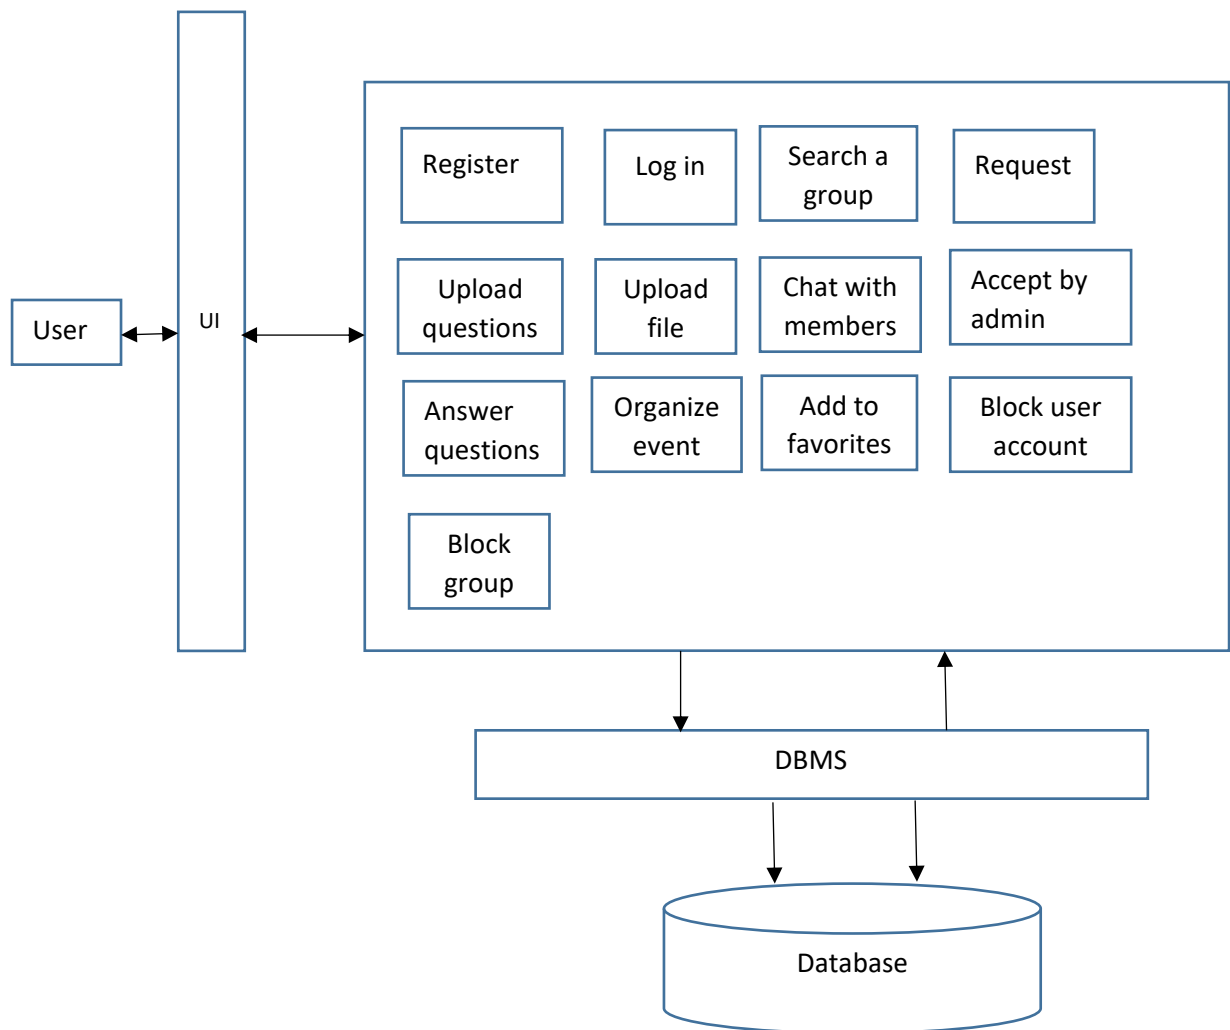 Register
Log in
Search a
group
Request
Upload
questions
Upload
file
Chat with
members
Accept by
admin
User
UI
Answer
questions
Organize
event
Add to
favorites
Block user
account
Block
group
DBMS
Database